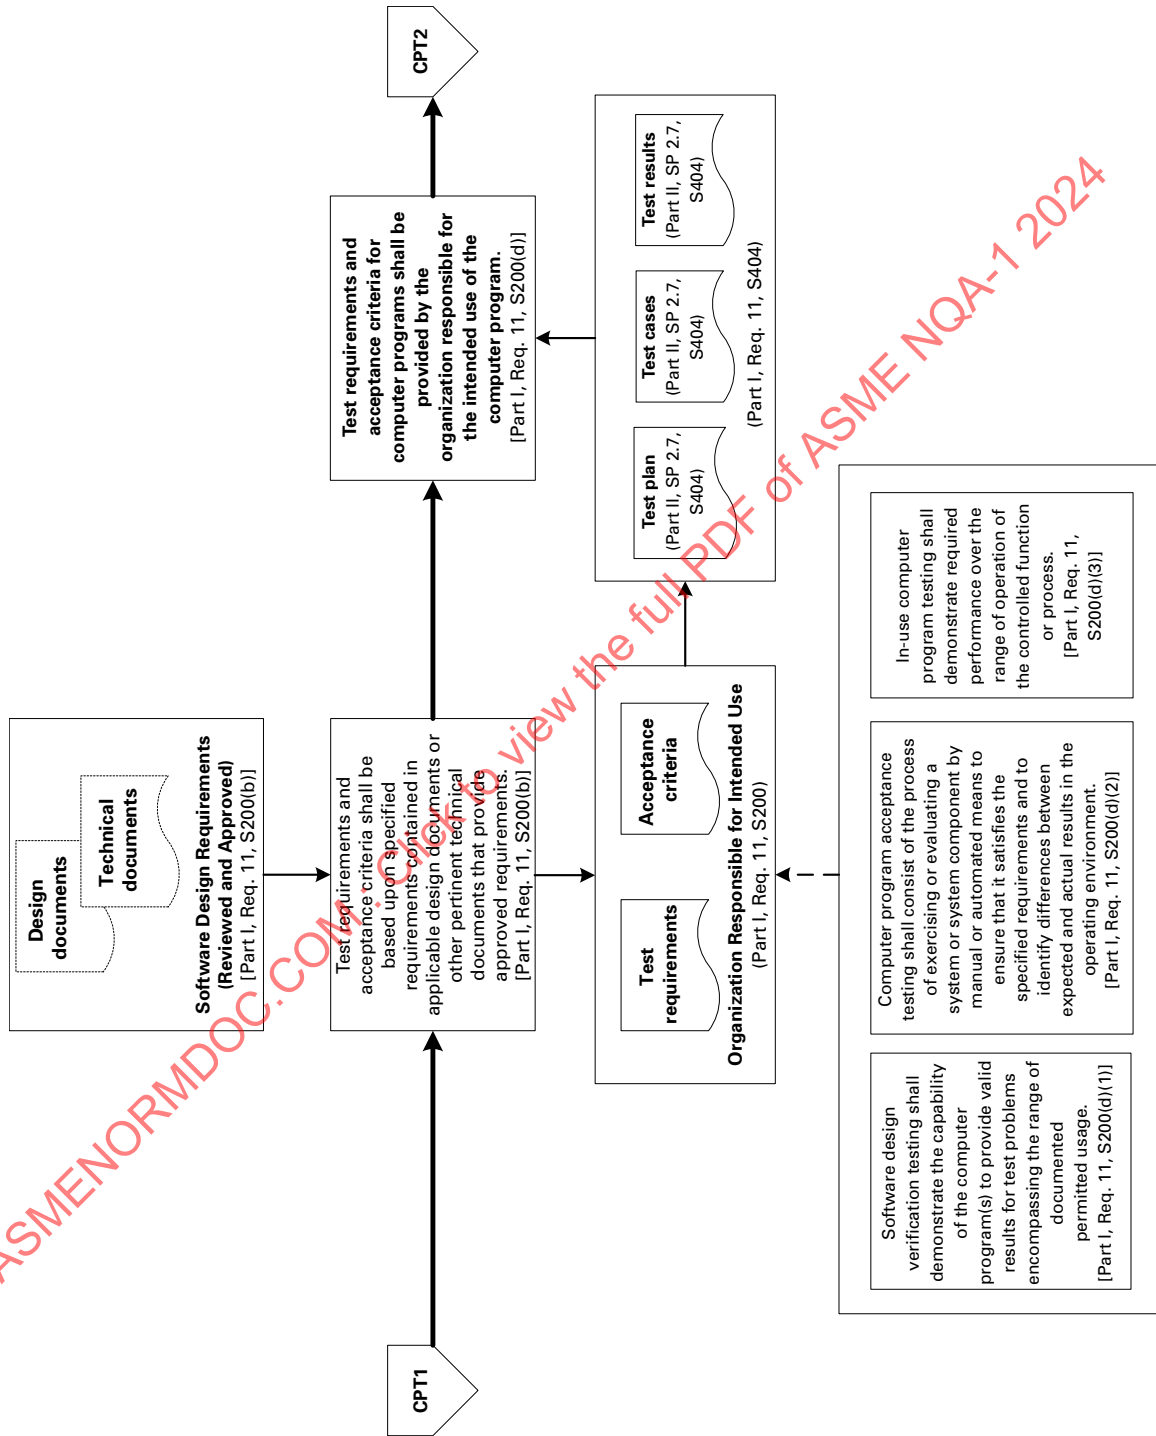 CPT1
Design
documents
Technical
documents
Software Design Requirements
(Reviewed and Approved)
[Part I, Req. 11, S200(b)]
Test requirements and
acceptance criteria shall be
based upon specified
requirements contained in
applicable design documents or
other pertinent technical
documents that provide
approved requirements.
[Part I, Req. 11, S200(b)]
Test requirements and
acceptance criteria for
computer programs shall be
provided by the
organization responsible for
the intended use of the
computer program.
[Part I, Req. 11, S200(d)]
CPT2
Test
requirements
Acceptance
criteria
Organization Responsible for Intended Use
(Part I, Req. 11, S200)
Test plan
(Part II, SP 2.7,
S404)
Test cases
(Part II, SP 2.7,
S404)
Test results
(Part II, SP 2.7,
S404)
(Part I, Req. 11, S404)
Software design
verification testing shall
demonstrate the capability
of the computer
program(s) to provide valid
results for test problems
encompassing the range of
documented
permitted usage.
[Part I, Req. 11, S200(d)(1)]
Computer program acceptance
testing shall consist of the process
of exercising or evaluating a
system or system component by
manual or automated means to
ensure that it satisfies the
specified requirements and to
identify differences between
expected and actual results in the
operating environment.
[Part I, Req. 11, S200(d)(2)]
In-use computer
program testing shall
demonstrate required
performance over the
range of operation of
the controlled function
or process.
[Part I, Req. 11,
S200(d)(3)]
ASMENORMDOC.COM : Click to view the full PDF of ASME NQA-1 2024